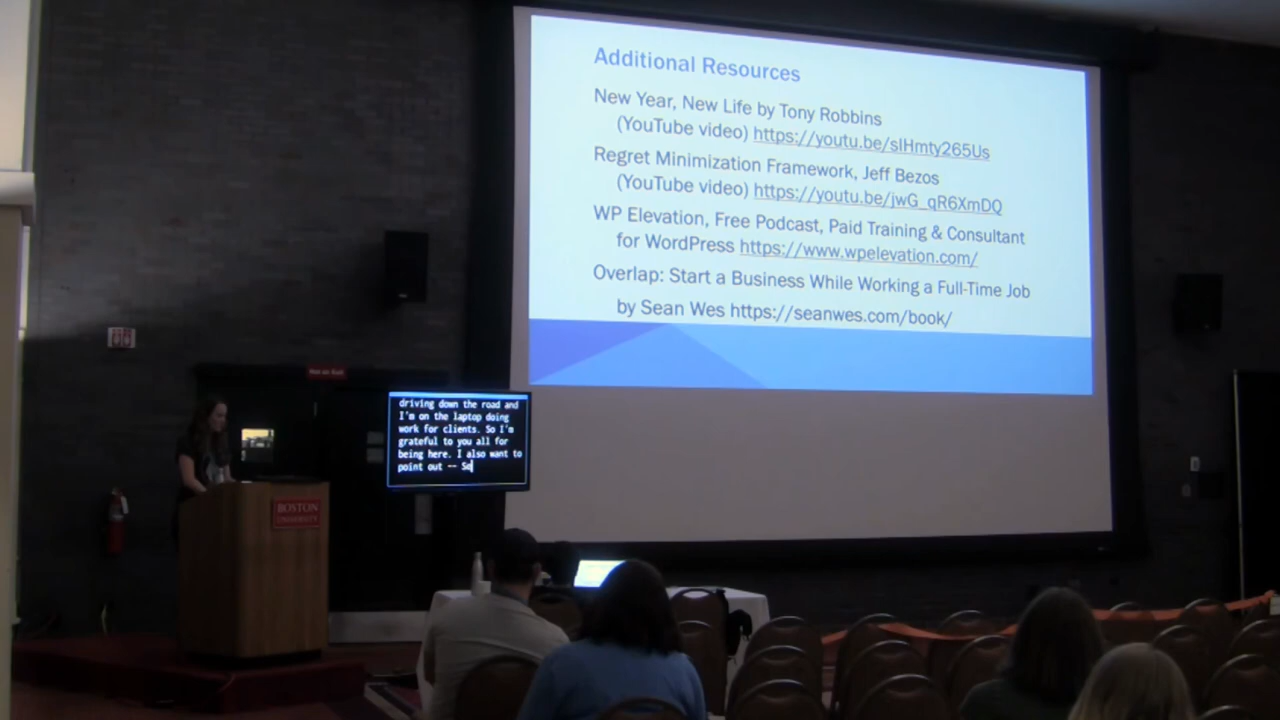 Additional Resources
New Year, New Life by Tony Robbins
(YouTube video) https://youtu.be/slHmty265Us
Regret Minimization Framework, Jeff Bezos
(YouTube video) https://youtu.be/jwG_qR6XmDQ
WP Elevation, Free Podcast, Paid Training & Consultant
for WordPress https://www.wpelevation.com/
Overlap: Start a Business While Working a Full-Time Job
by Sean Wes https://seanwes.com/book/
driving down the road and
I'm on the laptop doing
work for clients. So I'm
grateful to you all for
being here. I also want to
point out -- So
BOSTON
UNIVERSITY